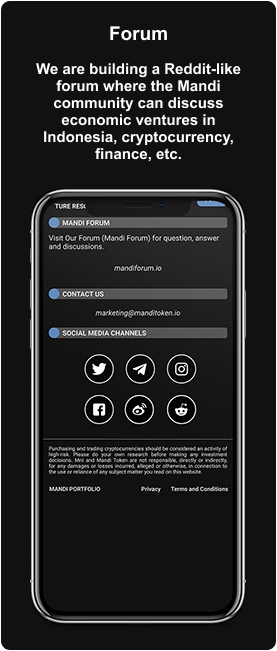 Forum
We are building a Reddit-like
forum where the Mandi
community can discuss
economic ventures in
Indonesia, cryptocurrency,
finance, etc.
MANDI FORUM
Visit Our Forum (Mandi Forum) for question, answer
and discussions.
mandiforum.io
CONTACT US
marketing@manditoken.io
SOCIAL MEDIA CHANNELS
Purchasing and trading cryptocurrencies should be considered an activity of
high-risk. Please do your own research before making any investment
decisions. Mnl and Mandi Token are not responsible, directly or indirectly,
for any damages or losses incurred, alleged or otherwise, in connection to
the use or reliance of any subject matter you read on this website.
MANDI PORTFOLIO Privacy Terms and Conditions